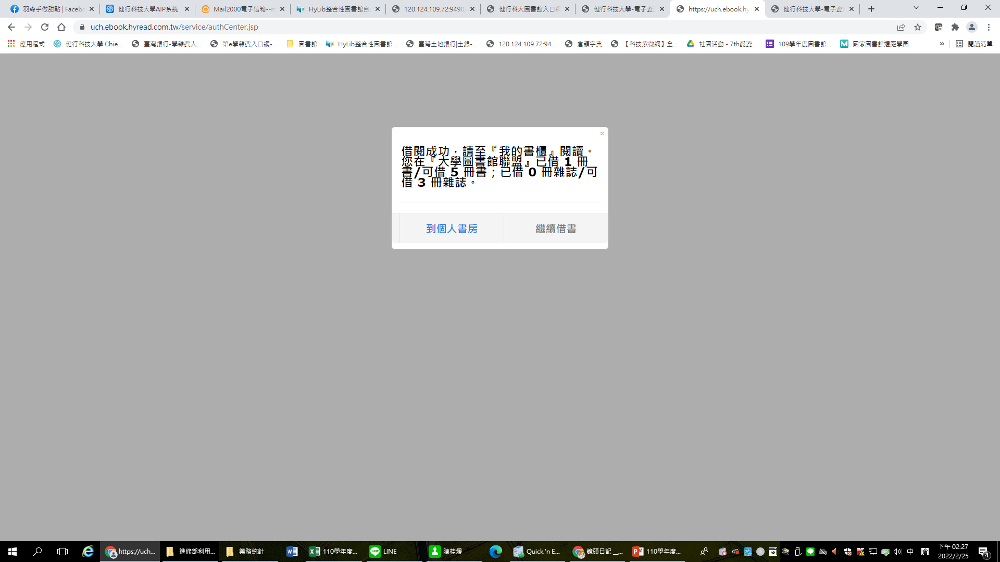 羽森手做甜點 | Facebo
健行科技大學AIP系統
Mail2000電子信箱--ro
HyLib整合性圖書館自
120.124.109.72:9490
健行科大圖書館入口網
健行科技大學-電子資
https://uch.ebook.hy
健行科技大學-電子資
uch.ebook.hyread.com.tw/service/authCenter.jsp
應用程式
健行科技大學 Chie...
臺灣銀行-學雜費入...
第e學雜費入口網-...
圖書館
HyLib整合性圖書館...
臺灣土地銀行|土銀-...
120.124.109.72:94...
倉頡字典
【科技紫微網】全...
社團活動 - 7th愛資...
109學年度圖書館...
國家圖書館遠距學園
»
閱讀清單
借閱成功，請至『我的書櫃』閱讀。
您在『大學圖書館聯盟』已借 1 冊
書/可借 5 冊書；已借 0 冊雜誌/可
借 3 冊雜誌。
到個人書房
繼續借書
https://uch...
進修部利用...
業務統計
110學年度...
LINE
陳桂煖
Quick 'n E...
鏡頭日記 __...
110學年度...
中
倉
下午 02:27
2022/2/25
4